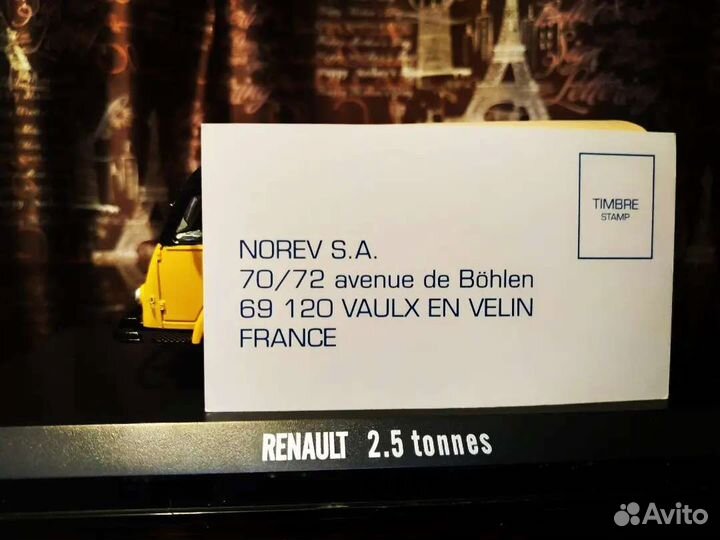 TIMBRE
STAMP
NOREV S.A.
70/72 avenue de Böhlen
69 120 VAULX EN VELIN
FRANCE
RENAULT 2.5 tonnes
Avito